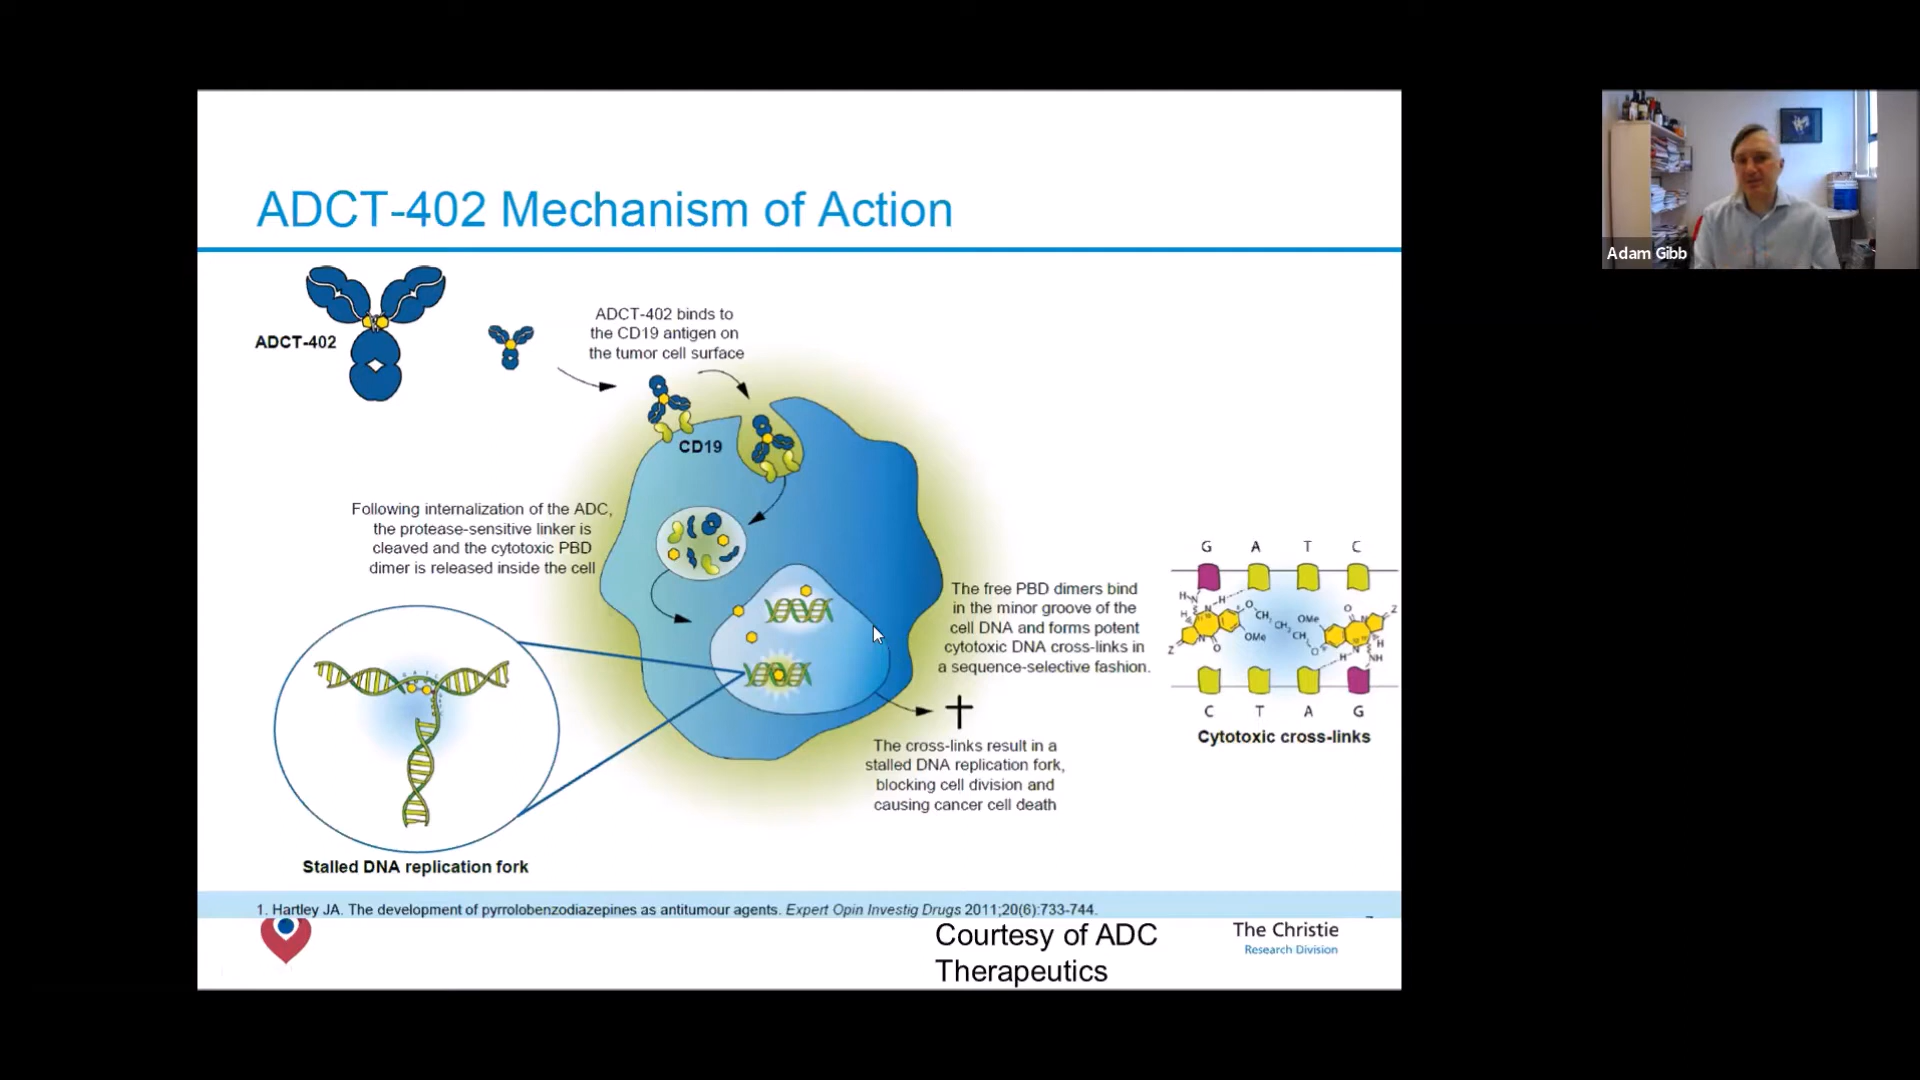 ADCT-402 Mechanism of Action
ADCT-402
ADCT-402 binds to
the CD19 antigen on
the tumor cell surface
CD19
Following internalization of the ADC,
the protease-sensitive linker is
cleaved and the cytotoxic PBD
dimer is released inside the cell
The free PBD dimers bind
in the minor groove of the
cell DNA and forms potent
cytotoxic DNA cross-links in
a sequence-selective fashion.
The cross-links result in a
stalled DNA replication fork,
blocking cell division and
causing cancer cell death
G A T C
H N H O CH2 CH2 CH2 OMe O Z
H N OMe O N H
Z O H NH
C T A G
Cytotoxic cross-links
Stalled DNA replication fork
1. Hartley JA. The development of pyrrolobenzodiazepines as antitumour agents. Expert Opin Investig Drugs 2011;20(6):733-744.
Courtesy of ADC
Therapeutics
The Christie
Research Division
Adam Gibb